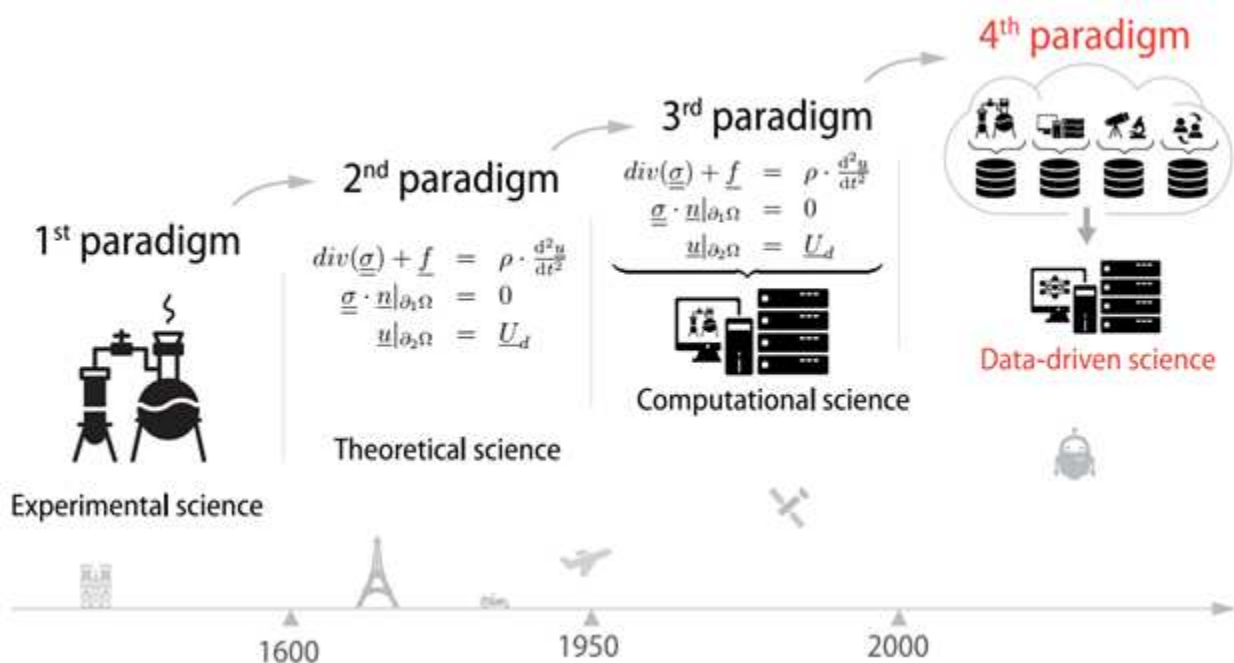 1st paradigm
Experimental science
2nd paradigm
div(σ) + f = ρ · d²u/dt²
σ · n|∂₁Ω = 0
u|∂₂Ω = U_d
Theoretical science
3rd paradigm
div(σ) + f = ρ · d²u/dt²
σ · n|∂₁Ω = 0
u|∂₂Ω = U_d
Computational science
4th paradigm
Data-driven science
1600
1950
2000